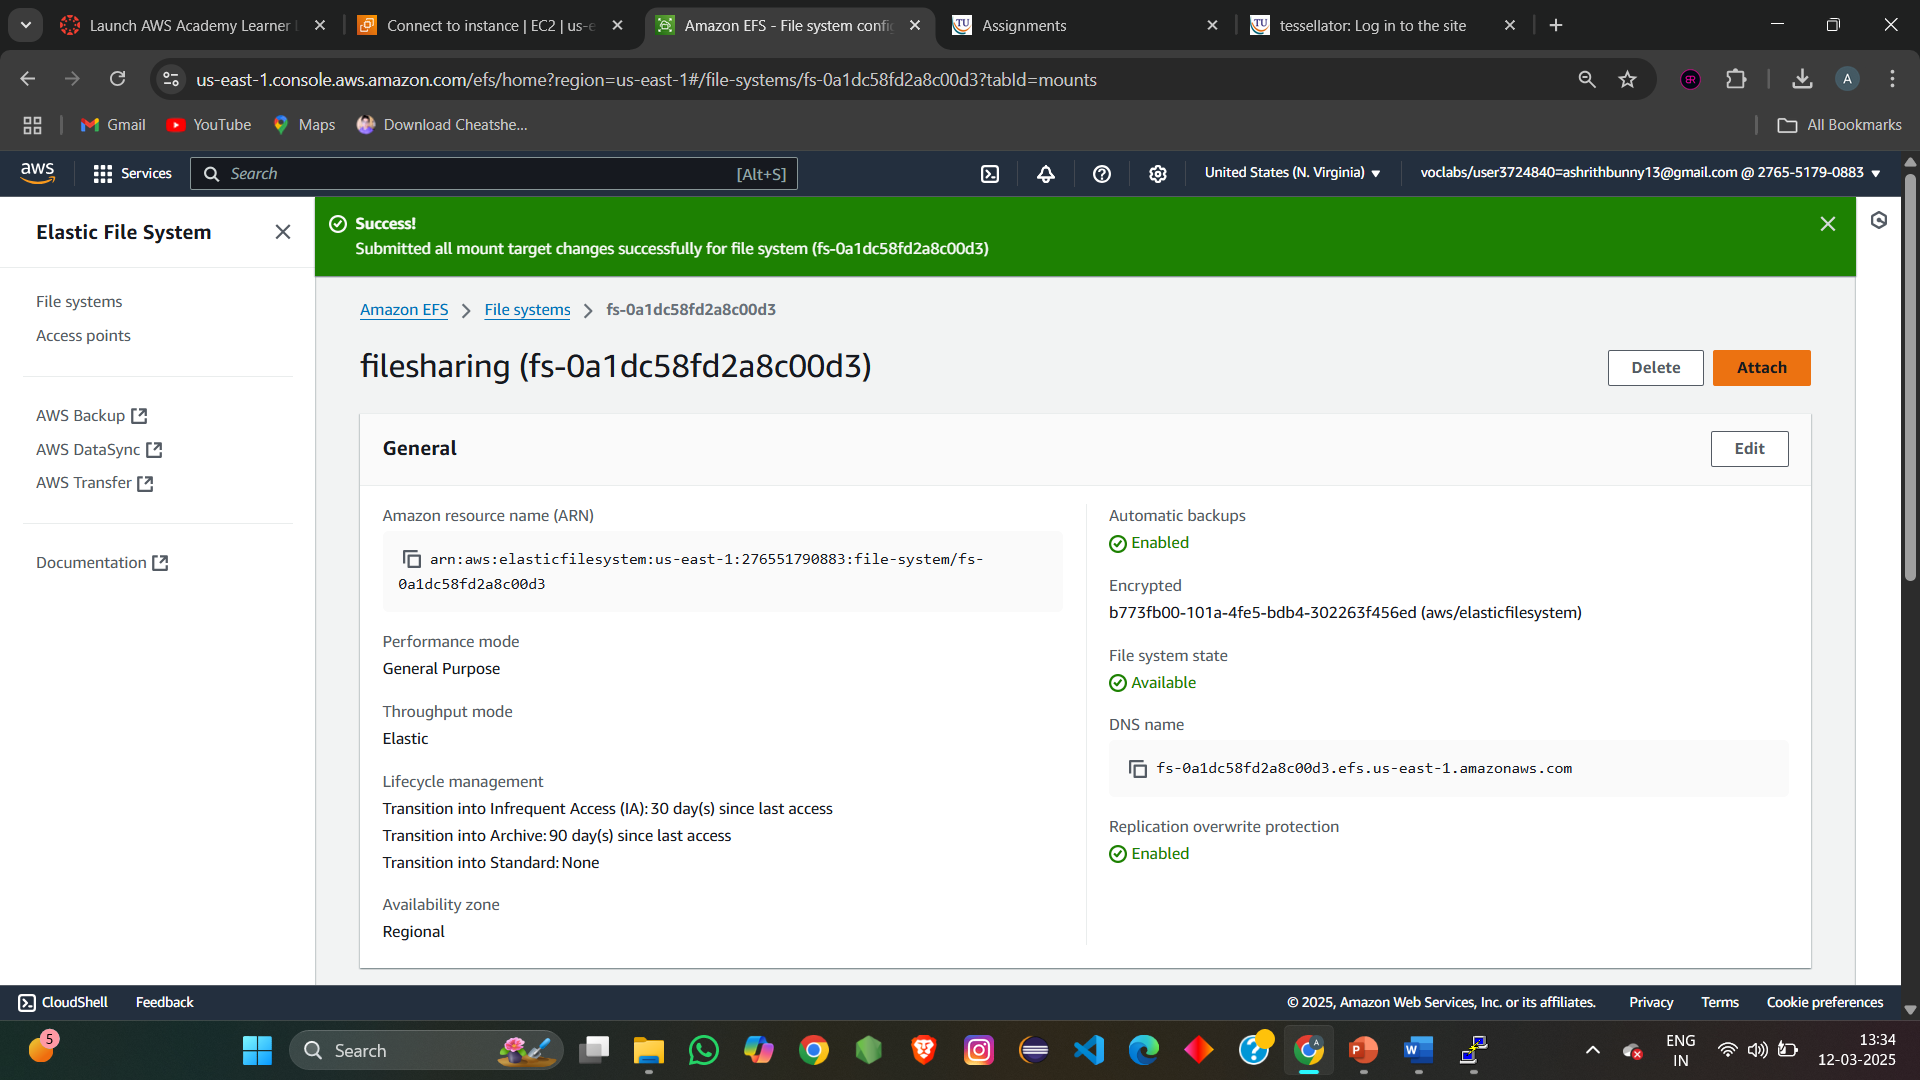 Launch AWS Academy Learner L
Connect to instance | EC2 | us-e
Amazon EFS - File system config
TU
Assignments
TU
tessellator: Log in to the site
us-east-1.console.aws.amazon.com/efs/home?region=us-east-1#/file-systems/fs-0a1dc58fd2a8c00d3?tabId=mounts
A
Gmail
YouTube
Maps
Download Cheatshe...
All Bookmarks
aws
Services
Search
[Alt+S]
United States (N. Virginia)
voclabs/user3724840=ashrithbunny13@gmail.com @ 2765-5179-0883
Elastic File System
File systems
Access points
AWS Backup
AWS DataSync
AWS Transfer
Documentation
Success!
Submitted all mount target changes successfully for file system (fs-0a1dc58fd2a8c00d3)
Amazon EFS
File systems
fs-0a1dc58fd2a8c00d3
filesharing (fs-0a1dc58fd2a8c00d3)
Delete
Attach
General
Edit
Amazon resource name (ARN)
arn:aws:elasticfilesystem:us-east-1:276551790883:file-system/fs-
0a1dc58fd2a8c00d3
Performance mode
General Purpose
Throughput mode
Elastic
Lifecycle management
Transition into Infrequent Access (IA): 30 day(s) since last access
Transition into Archive: 90 day(s) since last access
Transition into Standard: None
Availability zone
Regional
Automatic backups
Enabled
Encrypted
b773fb00-101a-4fe5-bdb4-302263f456ed (aws/elasticfilesystem)
File system state
Available
DNS name
fs-0a1dc58fd2a8c00d3.efs.us-east-1.amazonaws.com
Replication overwrite protection
Enabled
CloudShell
Feedback
© 2025, Amazon Web Services, Inc. or its affiliates.
Privacy
Terms
Cookie preferences
5
Search
ENG
IN
13:34
12-03-2025